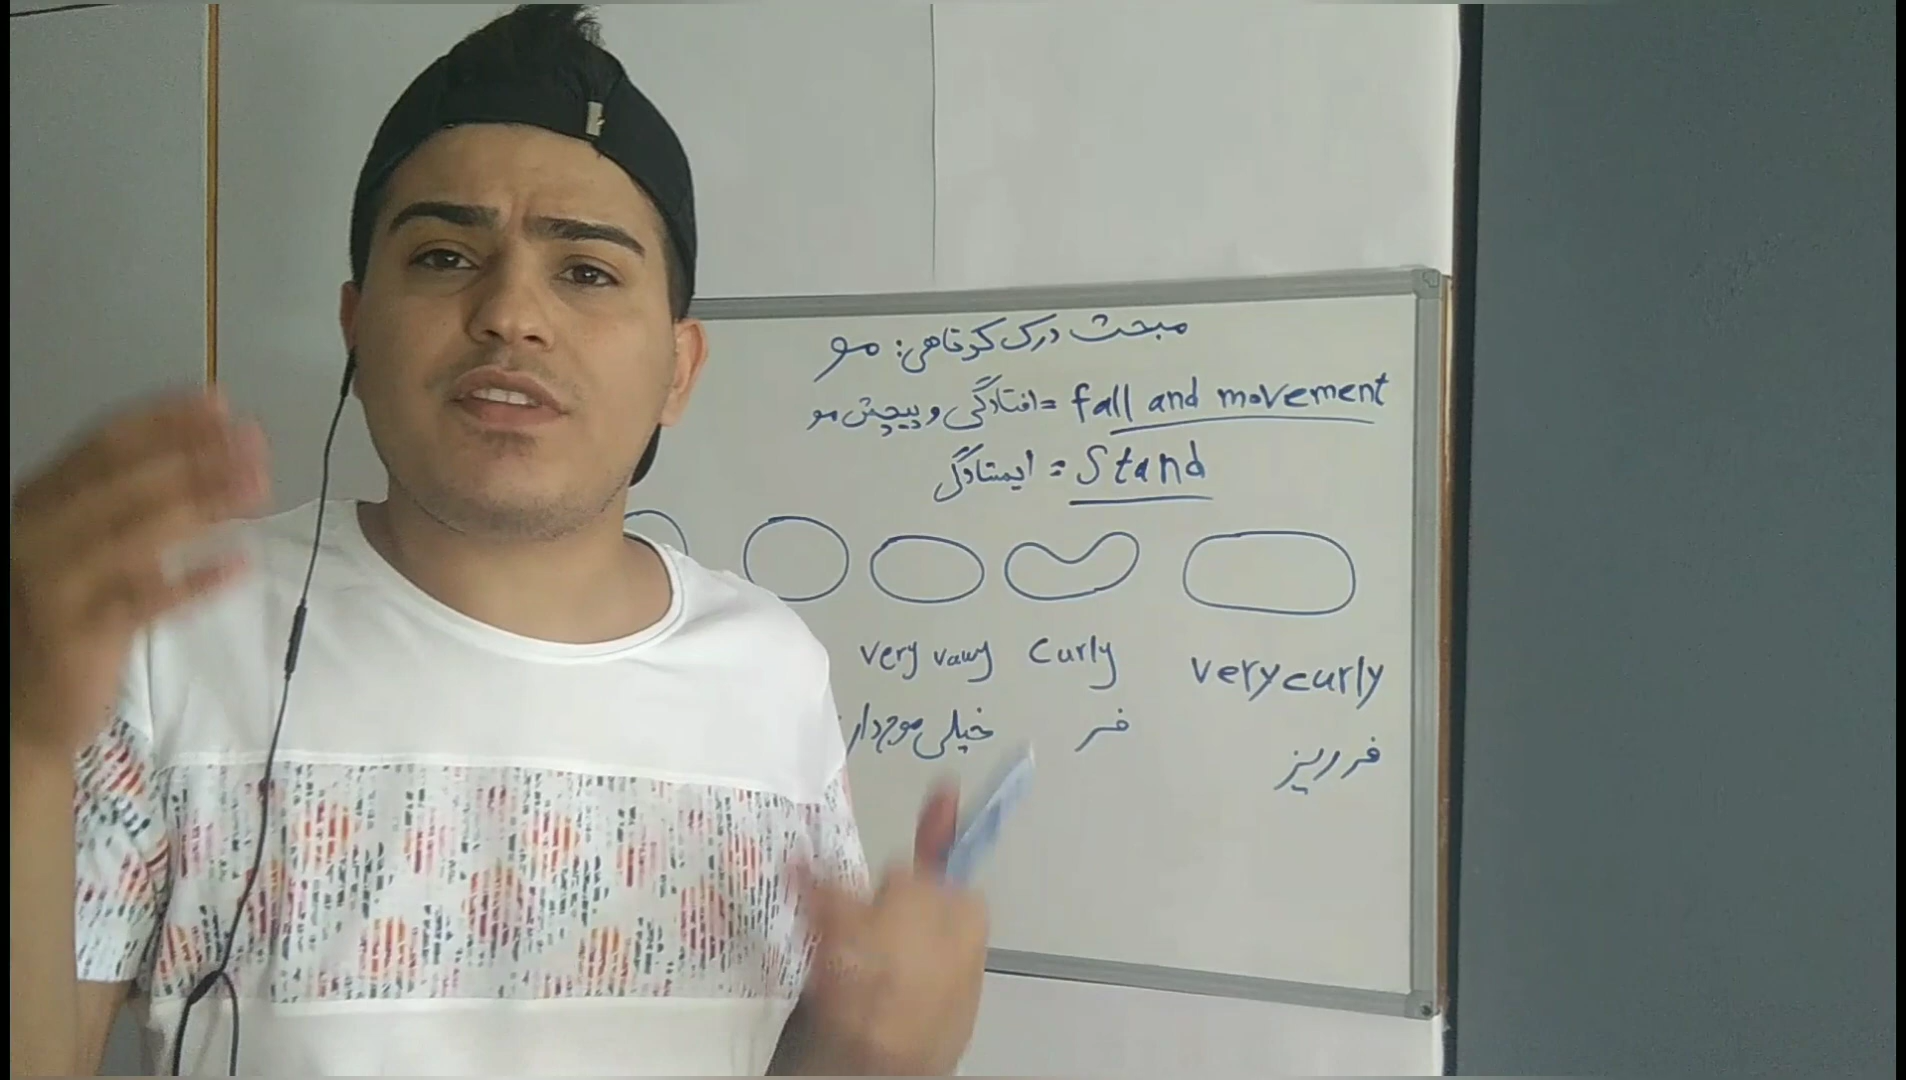 مبحث درک کوتاهی: مو
fall and movement = افتادگی و پیچش مو
Stand = ایستادگی
very vawy curly very curly
خیلی موج دار فر فر ریز